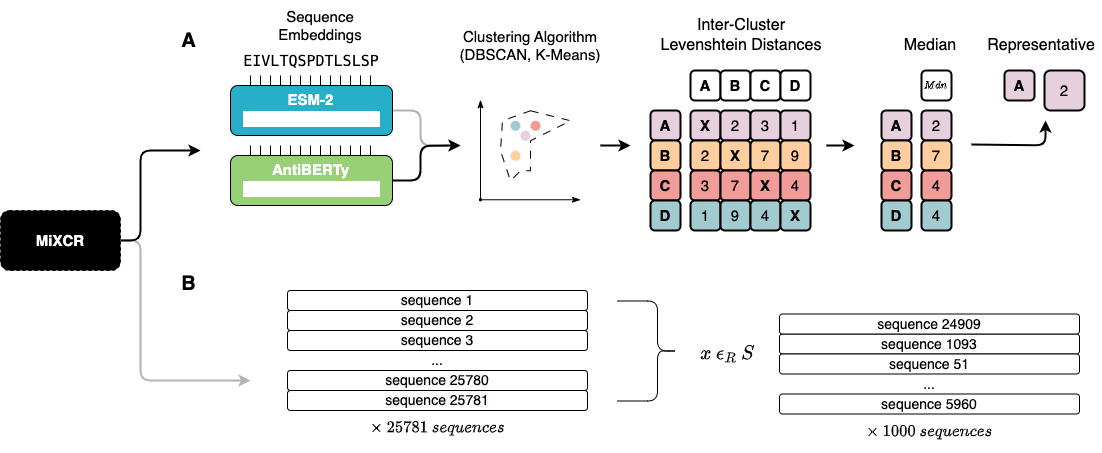 A
Sequence
Embeddings
EIVLTQSPDTLSLSP
ESM-2
AntiBERTy
Clustering Algorithm
(DBSCAN, K-Means)
Inter-Cluster
Levenshtein Distances
A B C D
A X 2 3 1
B 2 X 7 9
C 3 7 X 4
D 1 9 4 X
Median
Mdn
A 2
B 7
C 4
D 4
Representative
A 2
MiXCR
B
sequence 1
sequence 2
sequence 3
...
sequence 25780
sequence 25781
× 25781 sequences
x ϵ_R S
sequence 24909
sequence 1093
sequence 51
...
sequence 5960
× 1000 sequences